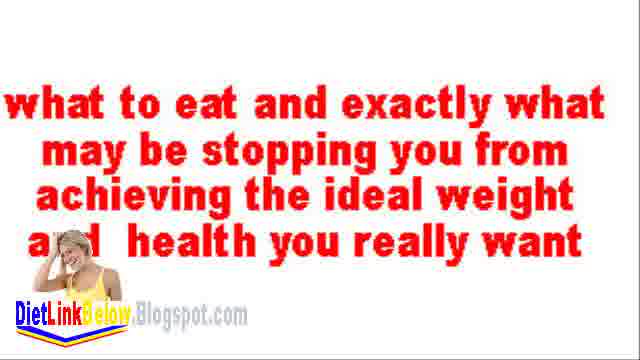 what to eat and exactly what
may be stopping you from
achieving the ideal weight
and health you really want
DietLinkBelow.Blogspot.com